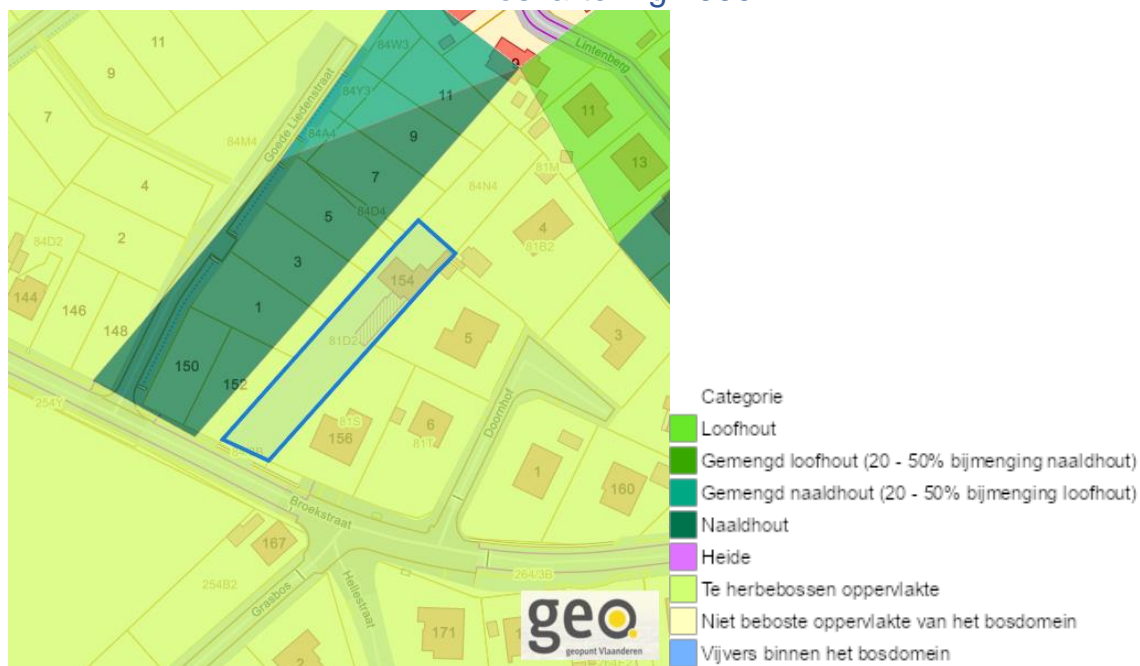 11
9
84W3
9
Lintenberg
7
Goede Liedenstraat
84Y3
11
11
84M4
84A4
9
13
4
7
84N4
81M
84D2
2
5
84D4
4
81B2
3
154
144
146
1
5
3
148
81D2
150
152
254Y
156
81S
6
81T
Doornhof
1
160
Broekstraat
167
254B2
Grasbos
Hellestraat
264/3B
171
2
geo
geopunt Vlaanderen
Categorie
Loofhout
Gemengd loofhout (20 - 50% bijmenging naaldhout)
Gemengd naaldhout (20 - 50% bijmenging loofhout)
Naaldhout
Heide
Te herbebossen oppervlakte
Niet beboste oppervlakte van het bosdomein
Vijvers binnen het bosdomein